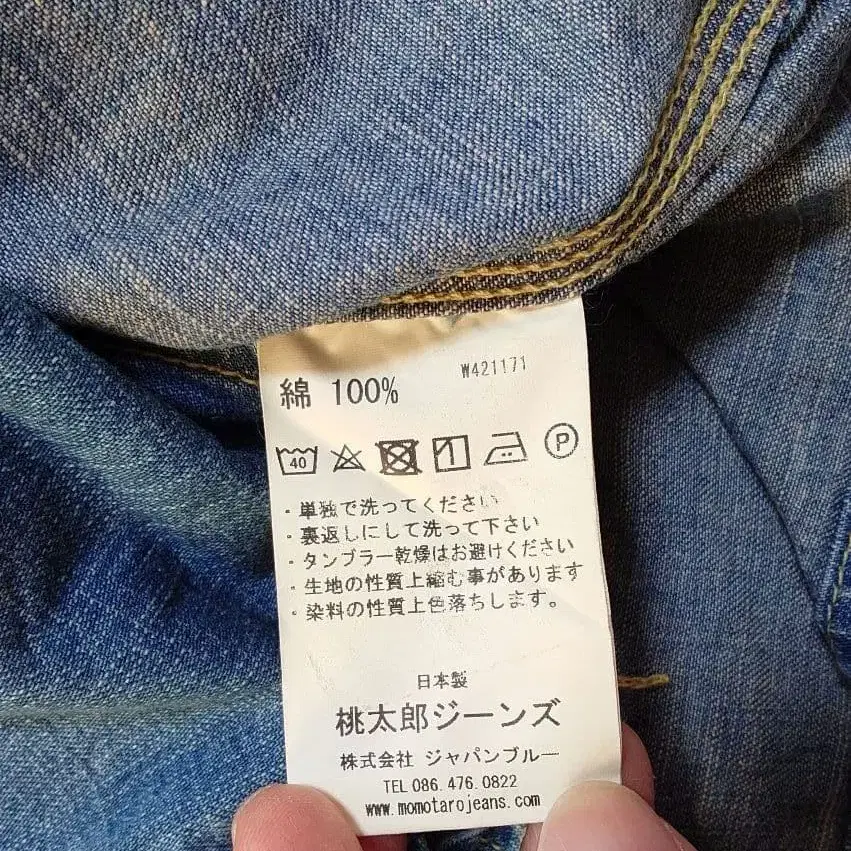 W421171
綿 100%
40
P
・単独で洗ってください
・裏返しにして洗って下さい
・タンブラー乾燥はお避けください
・生地の性質上縮む事があります
・染料の性質上色落ちします。
日本製
桃太郎ジーンズ
株式会社 ジャパンブルー
TEL 086.476.0822
www.momotarojeans.com